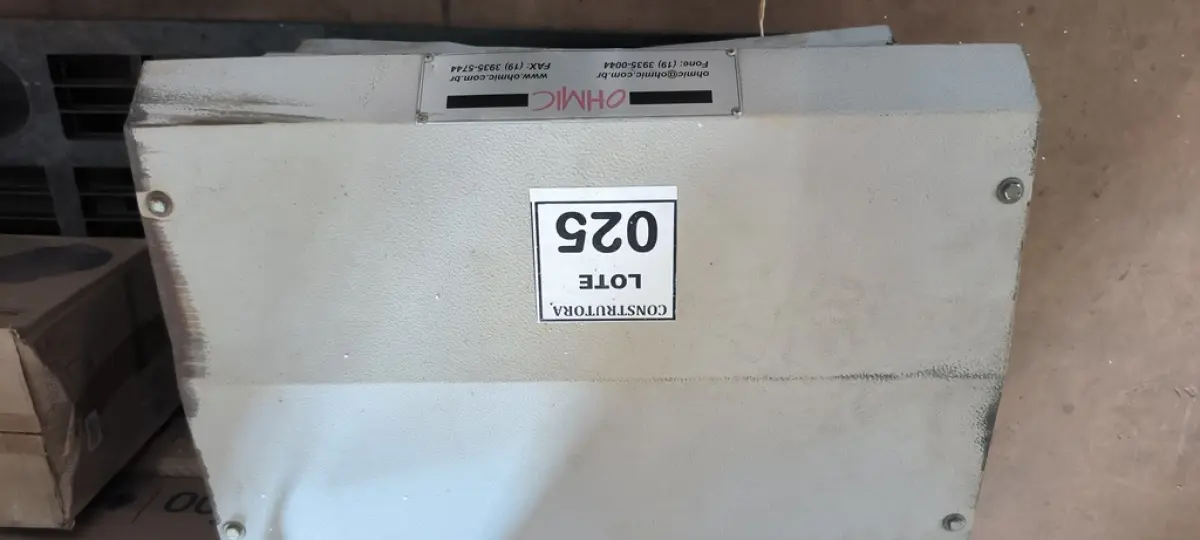 CONSTRUTORA
LOTE
025
OHMIC
ohmic@ohmic.com.br
www.ohmic.com.br
Fone: (19) 3935-0044
FAX: (19) 3935-5744